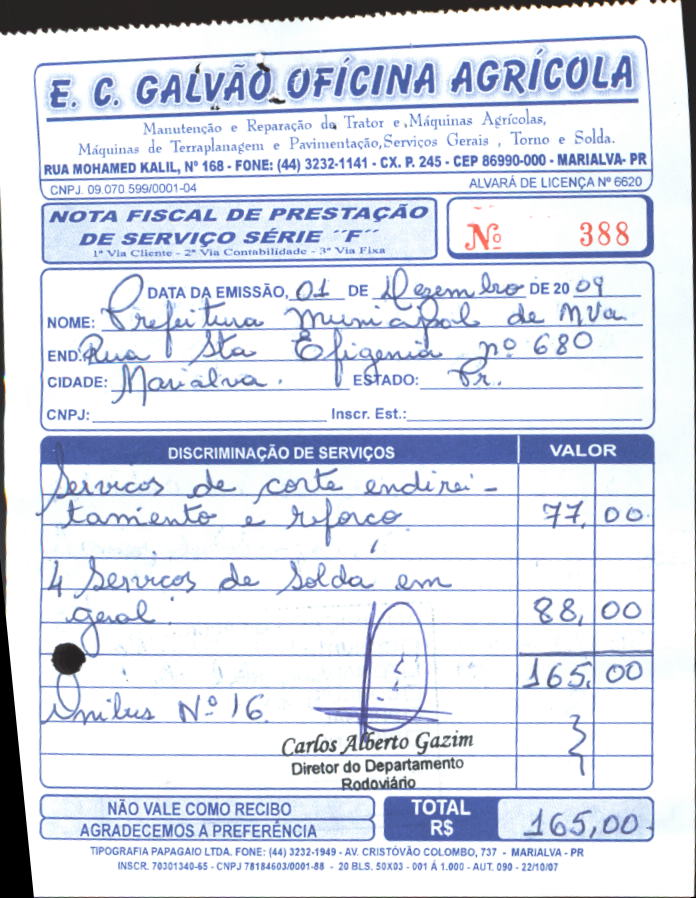 E. C. GALVÃO OFÍCINA AGRÍCOLA
Manutenção e Reparação de Trator e Máquinas Agrícolas,
Máquinas de Terraplanagem e Pavimentação, Serviços Gerais , Torno e Solda.
RUA MOHAMED KALIL, Nº 168 - FONE: (44) 3232-1141 - CX. P. 245 - CEP 86990-000 - MARIALVA- PR
CNPJ. 09.070 599/0001-04 ALVARÁ DE LICENÇA Nº 6620
NOTA FISCAL DE PRESTAÇÃO
DE SERVIÇO SÉRIE ´´F´´
1ª Via Cliente - 2ª Via Contabilidade - 3ª Via Fixa
Nº 388
DATA DA EMISSÃO, 01 DE Dezembro DE 20 09
NOME: Prefeitura Municipal de MVa
END: Rua Sta Efigenia nº 680
CIDADE: Marialva. ESTADO: Pr.
CNPJ: Inscr. Est.:
DISCRIMINAÇÃO DE SERVIÇOS VALOR
Servicos de corte endirei -
tamiento e reforco 77,00
4 Servicos de Solda em
geral. 88,00
165,00
Onibus Nº 16
Carlos Alberto Gazim
Diretor do Departamento
Rodoviário
NÃO VALE COMO RECIBO
AGRADECEMOS A PREFERÊNCIA
TOTAL
R$ 165,00
TIPOGRAFIA PAPAGAIO LTDA. FONE: (44) 3232-1949 - AV. CRISTÓVÃO COLOMBO, 737 - MARIALVA - PR
INSCR. 70301340-65 - CNPJ 78184603/0001-88 - 20 BLS. 50X03 - 001 Á 1.000 - AUT. 090 - 22/10/07